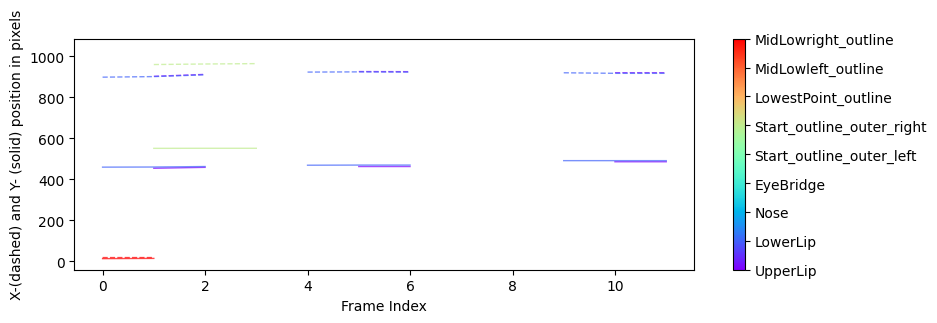 X-(dashed) and Y- (solid) position in pixels
1000
800
600
400
200
0
0 2 4 6 8 10
Frame Index
MidLowright_outline
MidLowleft_outline
LowestPoint_outline
Start_outline_outer_right
Start_outline_outer_left
EyeBridge
Nose
LowerLip
UpperLip